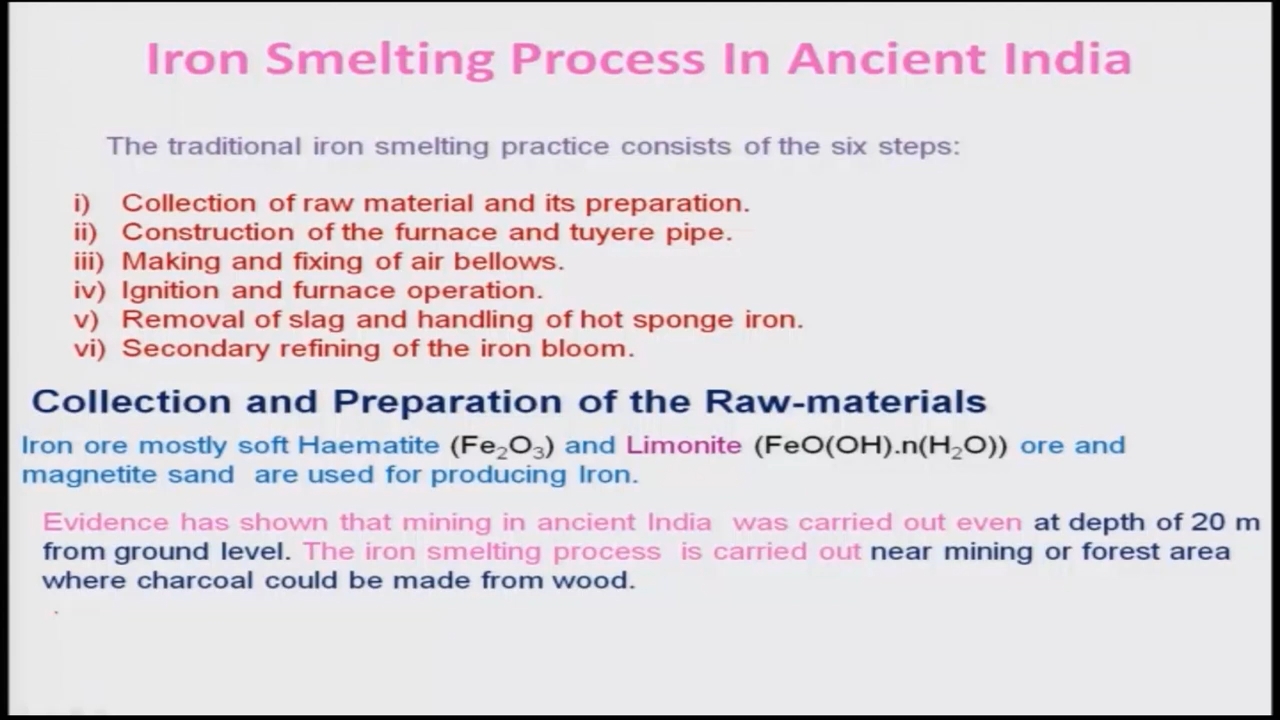 Iron Smelting Process In Ancient India
The traditional iron smelting practice consists of the six steps:
i) Collection of raw material and its preparation.
ii) Construction of the furnace and tuyere pipe.
iii) Making and fixing of air bellows.
iv) Ignition and furnace operation.
v) Removal of slag and handling of hot sponge iron.
vi) Secondary refining of the iron bloom.
Collection and Preparation of the Raw-materials
Iron ore mostly soft Haematite (Fe₂O₃) and Limonite (FeO(OH).n(H₂O)) ore and
magnetite sand are used for producing Iron.
Evidence has shown that mining in ancient India was carried out even at depth of 20 m
from ground level. The iron smelting process is carried out near mining or forest area
where charcoal could be made from wood.